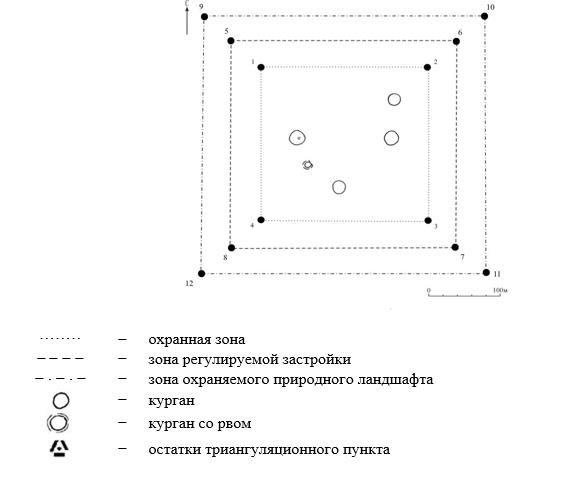 С
9
10
5
6
1
2
4
3
8
7
12
11
0 100м
– охранная зона
– зона регулируемой застройки
– зона охраняемого природного ландшафта
– курган
– курган со рвом
– остатки триангуляционного пункта